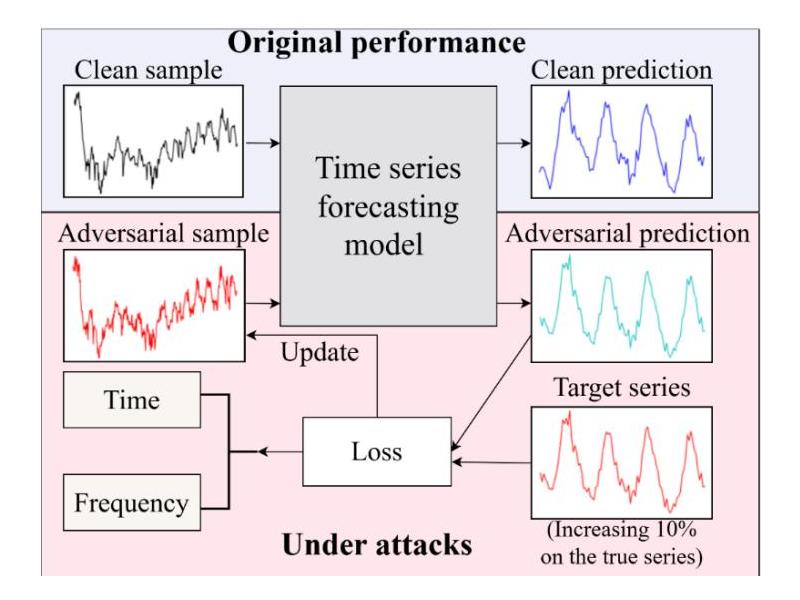 Original performance
Clean sample
Clean prediction
Time series
forecasting
model
Adversarial sample
Adversarial prediction
Update
Target series
Time
Loss
Frequency
(Increasing 10%
on the true series)
Under attacks